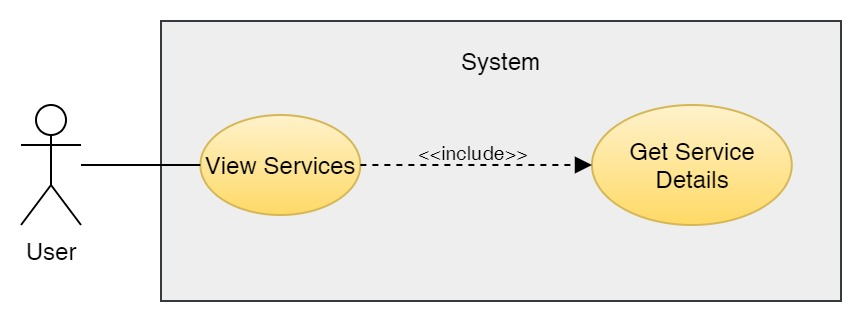 System
<<include>>
View Services
Get Service
Details
User